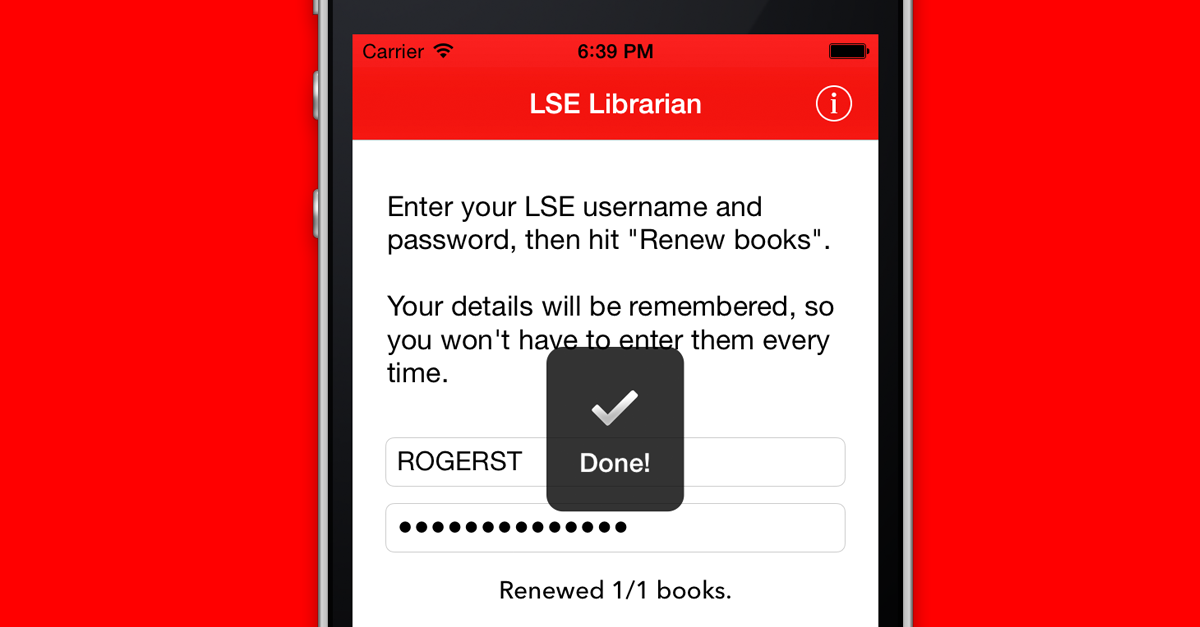 Carrier 6:39 PM
LSE Librarian
i
Enter your LSE username and
password, then hit "Renew books".
Your details will be remembered, so
you won't have to enter them every
time.
ROGERST
Done!
••••••••••••••
Renewed 1/1 books.